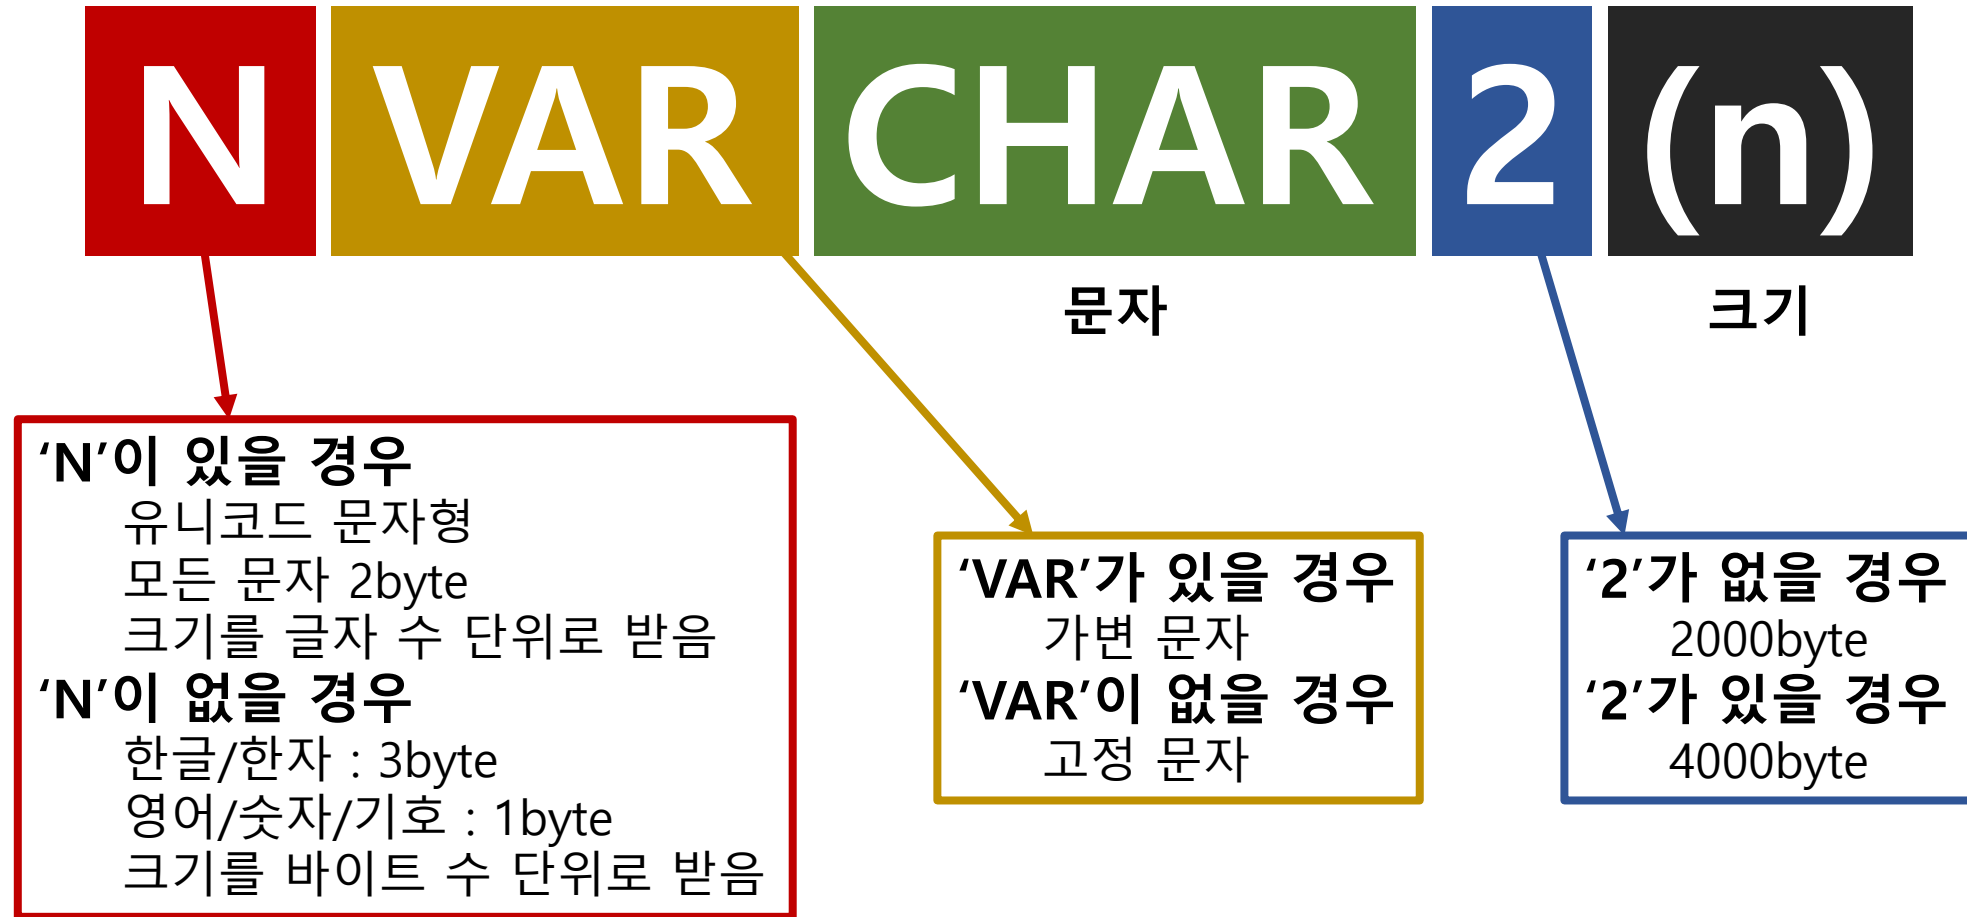 NVARCHAR2(n)
문자
크기
‘N’이 있을 경우
유니코드 문자형
모든 문자 2byte
크기를 글자 수 단위로 받음
‘N’이 없을 경우
한글/한자 : 3byte
영어/숫자/기호 : 1byte
크기를 바이트 수 단위로 받음
‘VAR’가 있을 경우
가변 문자
‘VAR’이 없을 경우
고정 문자
‘2’가 없을 경우
2000byte
‘2’가 있을 경우
4000byte